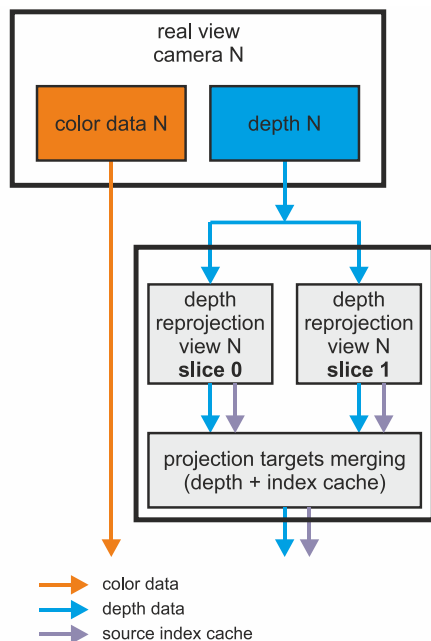 real view
camera N
color data N
depth N
depth
reprojection
view N
slice 0
depth
reprojection
view N
slice 1
projection targets merging
(depth + index cache)
color data
depth data
source index cache